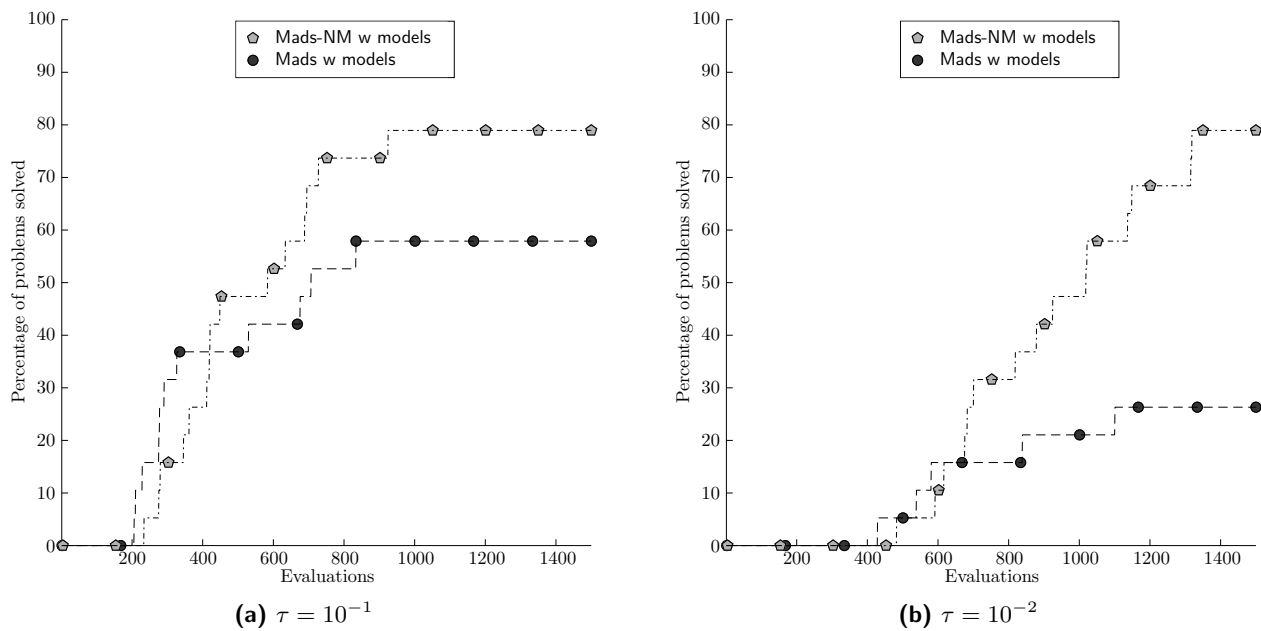 100
90
80
70
60
50
40
30
20
10
0
Percentage of problems solved
Mads-NM w models
Mads w models
200 400 600 800 1000 1200 1400
Evaluations
(a) τ = 10⁻¹
100
90
80
70
60
50
40
30
20
10
0
Percentage of problems solved
Mads-NM w models
Mads w models
200 400 600 800 1000 1200 1400
Evaluations
(b) τ = 10⁻²